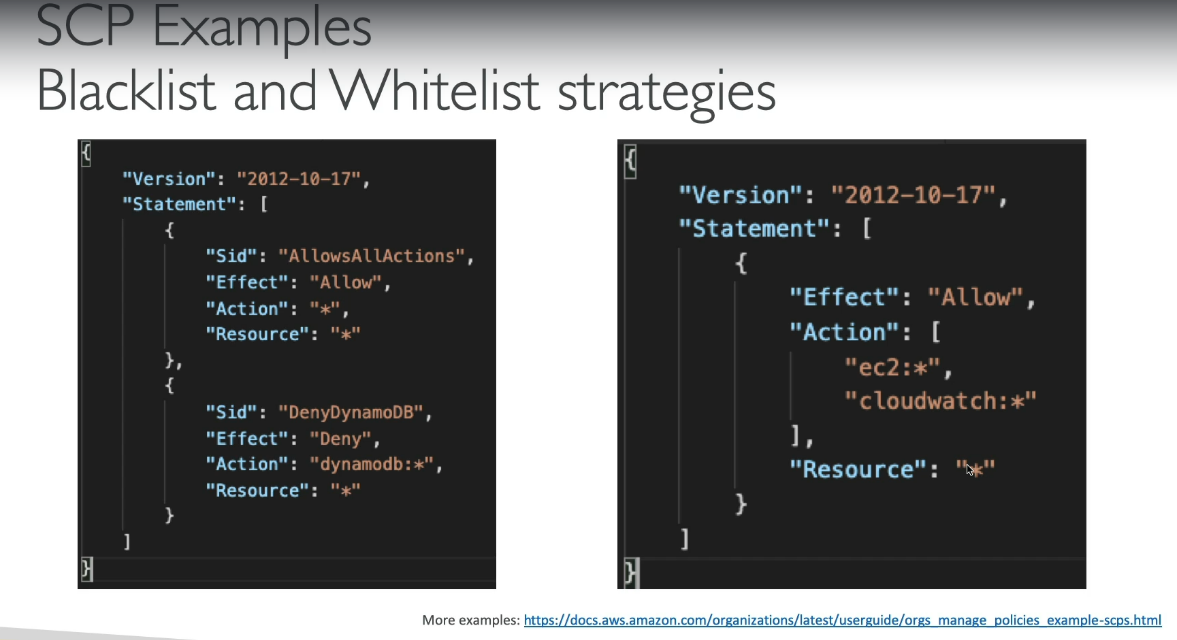 SCP Examples
Blacklist and Whitelist strategies
{
"Version": "2012-10-17",
"Statement": [
{
"Sid": "AllowsAllActions",
"Effect": "Allow",
"Action": "*",
"Resource": "*"
},
{
"Sid": "DenyDynamoDB",
"Effect": "Deny",
"Action": "dynamodb:*",
"Resource": "*"
}
]
}
{
"Version": "2012-10-17",
"Statement": [
{
"Effect": "Allow",
"Action": [
"ec2:*",
"cloudwatch:*"
],
"Resource": "*"
}
]
}
More examples: https://docs.aws.amazon.com/organizations/latest/userguide/orgs_manage_policies_example-scps.html